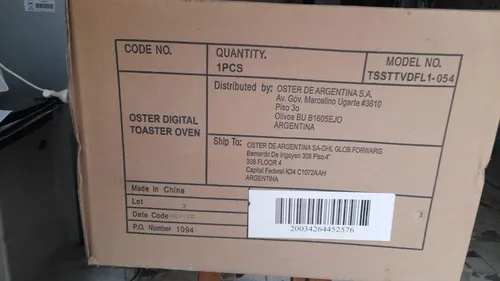 CODE NO.
QUANTITY.
1PCS
MODEL NO.
TSSTTVDFL1-054
OSTER DIGITAL
TOASTER OVEN
Distributed by: OSTER DE ARGENTINA S.A.
Av. Gov. Marcelino Ugarte #3610
Piso 3o
Olivos BU B1605EJO
ARGENTINA
Ship To: OSTER DE ARGENTINA SA-DHL GLOB FORWARG
Bernardo De Irigoyen 308 Piso 4"
308 FLOOR 4
Capital Federal K34 C1072AAH
ARGENTINA
Made in China
Lot
Date Code
P.O. Number 1094
20034264452576